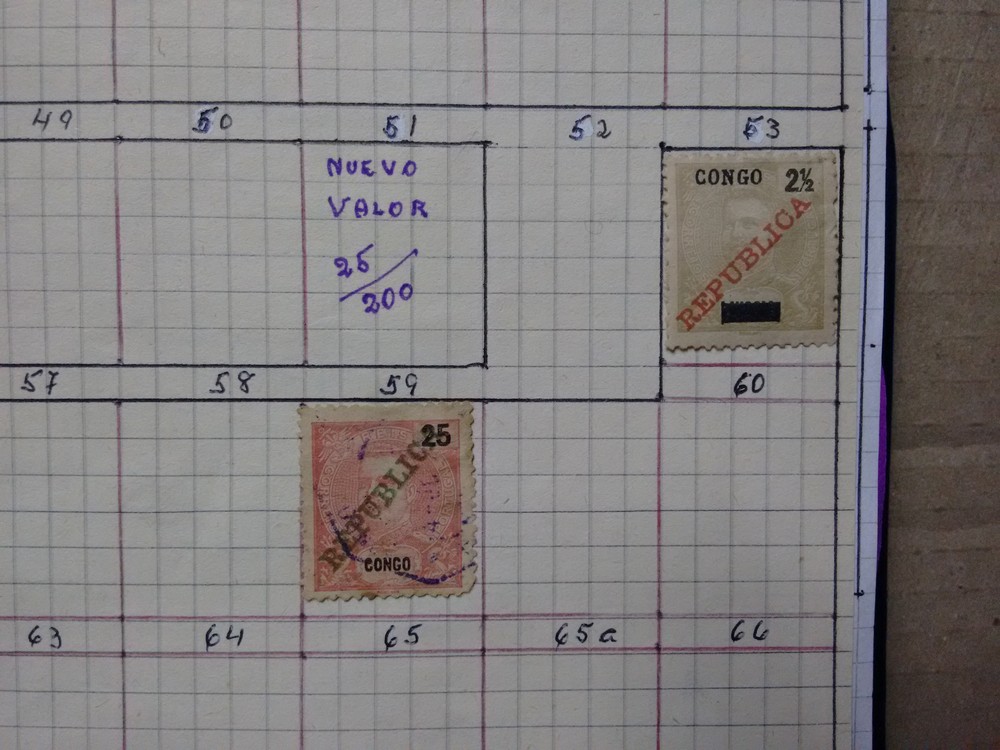 49 50 51 52 53
NUEVO
VALOR
25/200
CONGO 2½
REPUBLICA
57 58 59 60
25
REPUBLICA
CONGO
63 64 65 65a 66